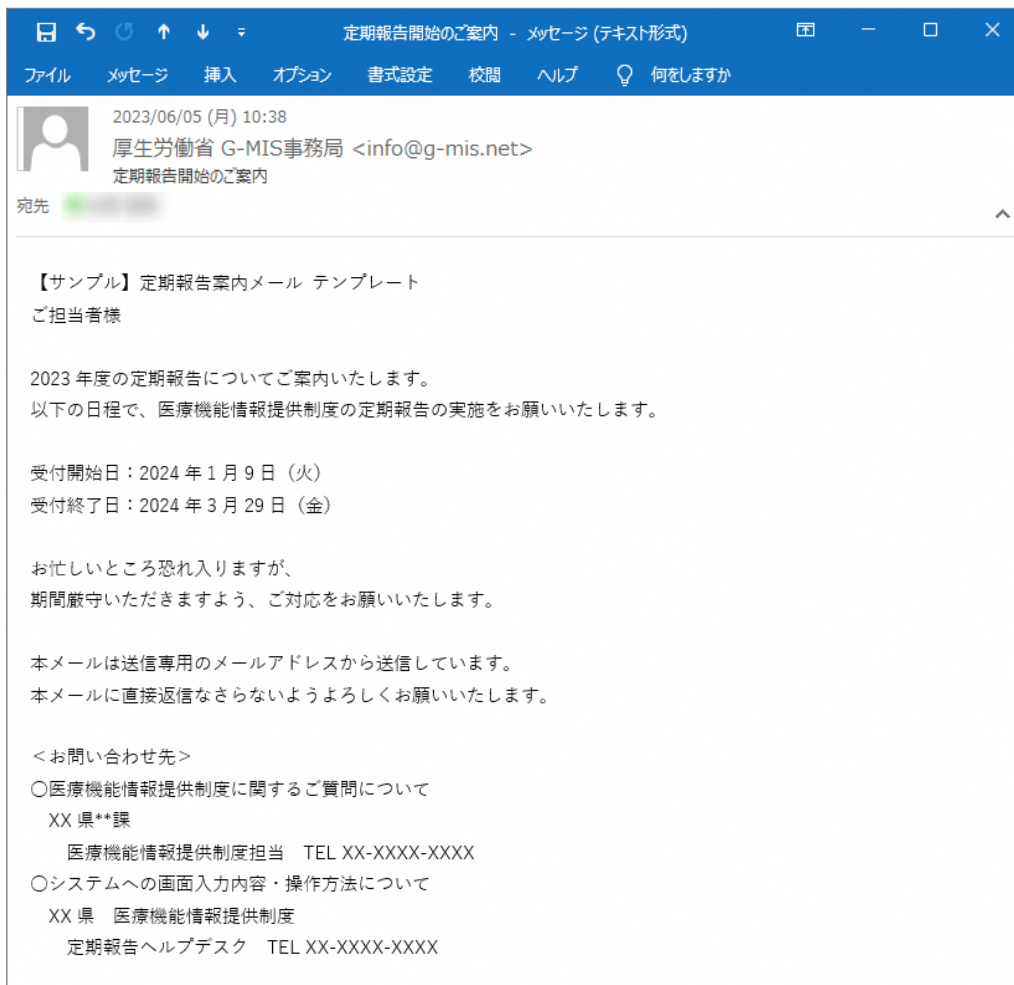 定期報告開始のご案内 - メッセージ (テキスト形式)
ファイル メッセージ 挿入 オプション 書式設定 校閲 ヘルプ 何をしますか
2023/06/05 (月) 10:38
厚生労働省 G-MIS事務局 <info@g-mis.net>
定期報告開始のご案内
宛先
【サンプル】定期報告案内メール テンプレート
ご担当者様
2023 年度の定期報告についてご案内いたします。
以下の日程で、医療機能情報提供制度の定期報告の実施をお願いいたします。
受付開始日：2024 年 1 月 9 日（火）
受付終了日：2024 年 3 月 29 日（金）
お忙しいところ恐れ入りますが、
期間厳守いただきますよう、ご対応をお願いいたします。
本メールは送信専用のメールアドレスから送信しています。
本メールに直接返信なさらないようよろしくお願いいたします。
＜お問い合わせ先＞
〇医療機能情報提供制度に関するご質問について
XX 県**課
医療機能情報提供制度担当 TEL XX-XXXX-XXXX
〇システムへの画面入力内容・操作方法について
XX 県 医療機能情報提供制度
定期報告ヘルプデスク TEL XX-XXXX-XXXX